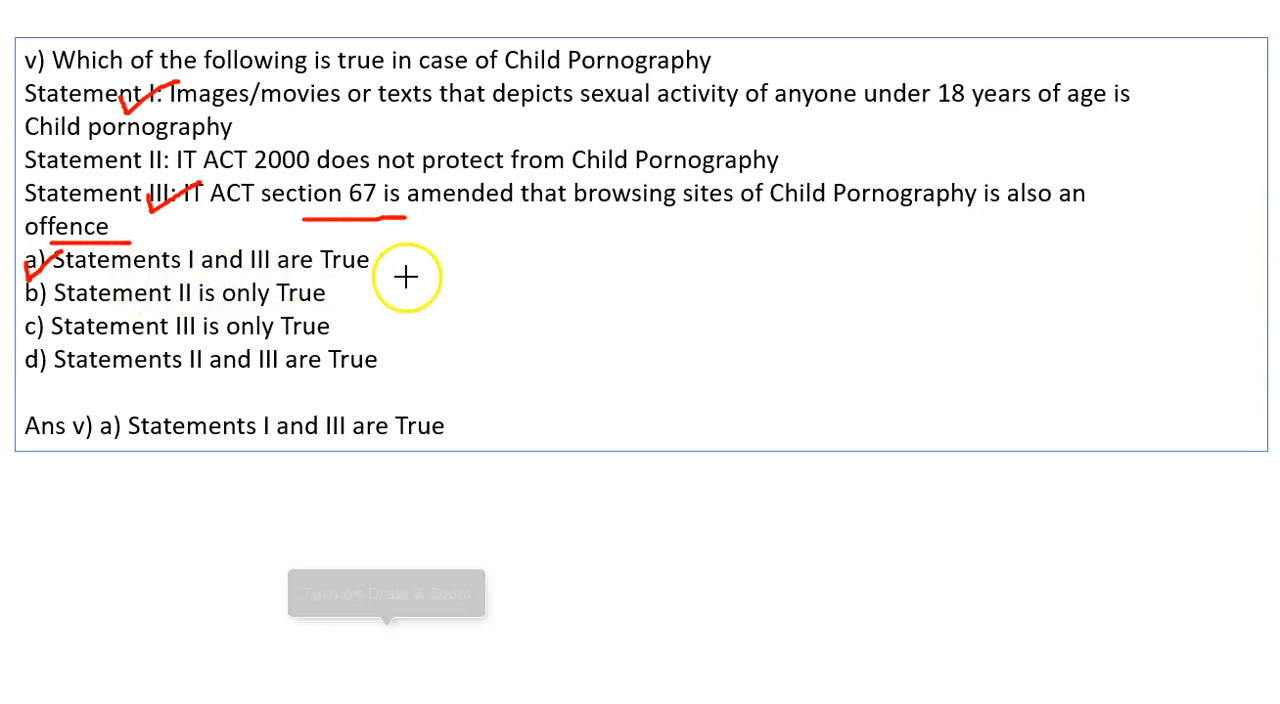 v) Which of the following is true in case of Child Pornography
Statement I: Images/movies or texts that depicts sexual activity of anyone under 18 years of age is
Child pornography
Statement II: IT ACT 2000 does not protect from Child Pornography
Statement III: IT ACT section 67 is amended that browsing sites of Child Pornography is also an
offence
a) Statements I and III are True
b) Statement II is only True
c) Statement III is only True
d) Statements II and III are True
Ans v) a) Statements I and III are True
Turn on Draw & Zoom